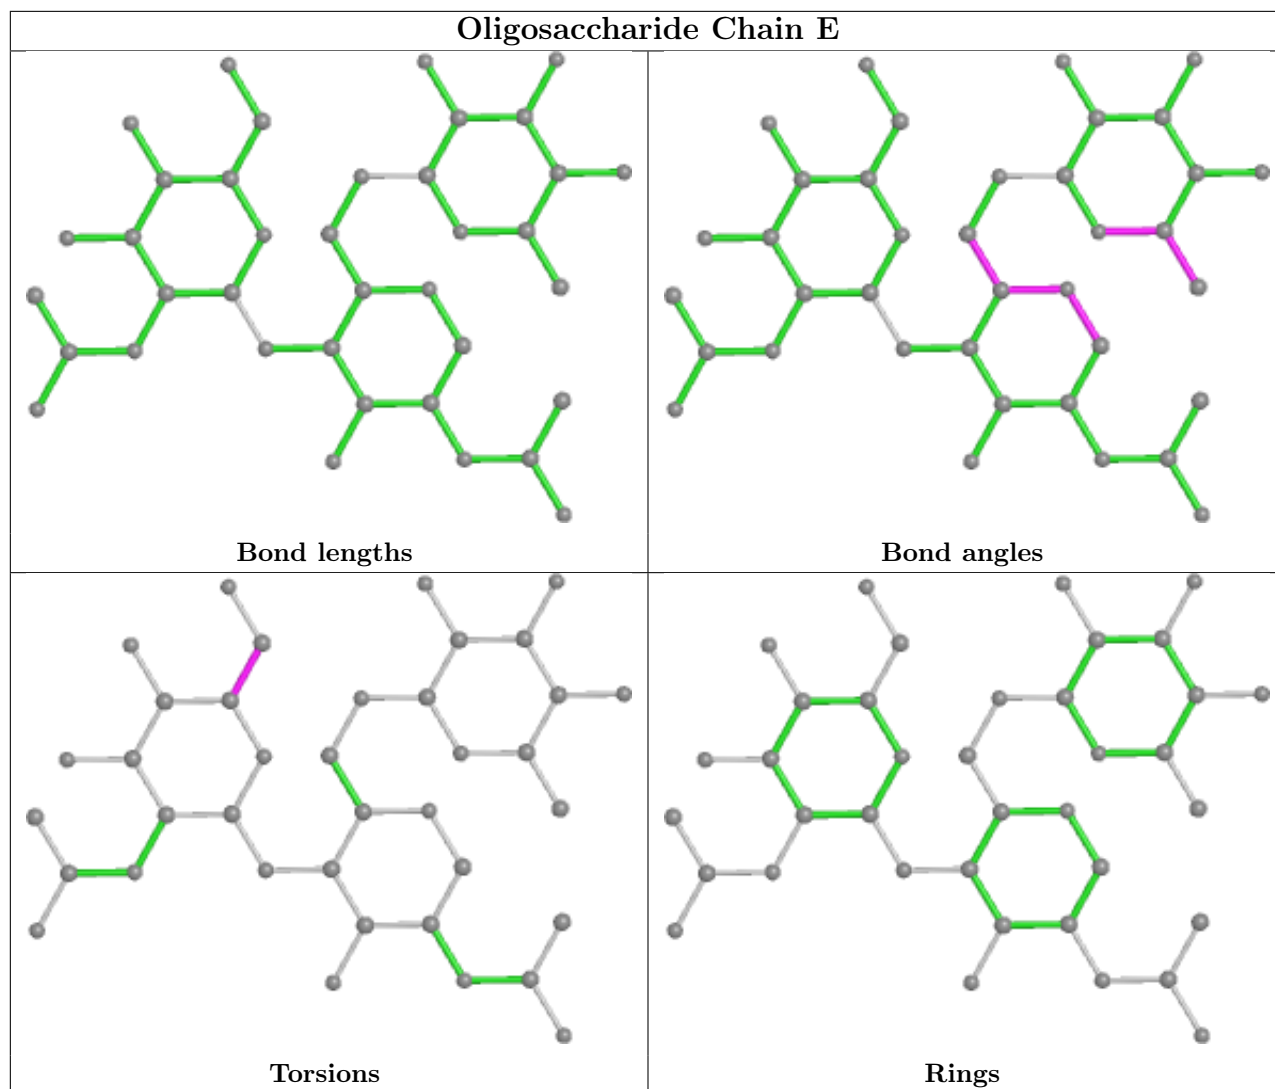 Oligosaccharide Chain E
Bond lengths
Bond angles
Torsions
Rings